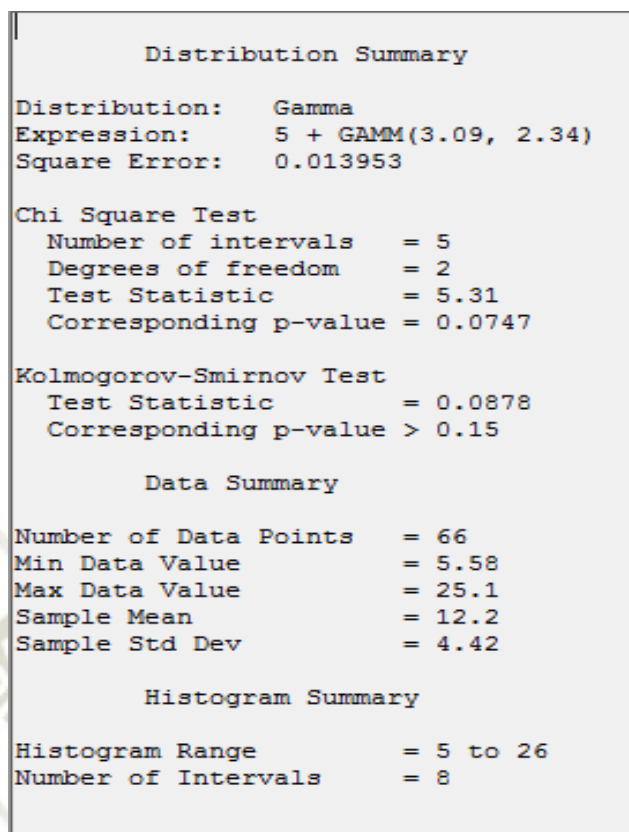 Distribution Summary
Distribution: Gamma
Expression: 5 + GAMM(3.09, 2.34)
Square Error: 0.013953
Chi Square Test
Number of intervals = 5
Degrees of freedom = 2
Test Statistic = 5.31
Corresponding p-value = 0.0747
Kolmogorov-Smirnov Test
Test Statistic = 0.0878
Corresponding p-value > 0.15
Data Summary
Number of Data Points = 66
Min Data Value = 5.58
Max Data Value = 25.1
Sample Mean = 12.2
Sample Std Dev = 4.42
Histogram Summary
Histogram Range = 5 to 26
Number of Intervals = 8